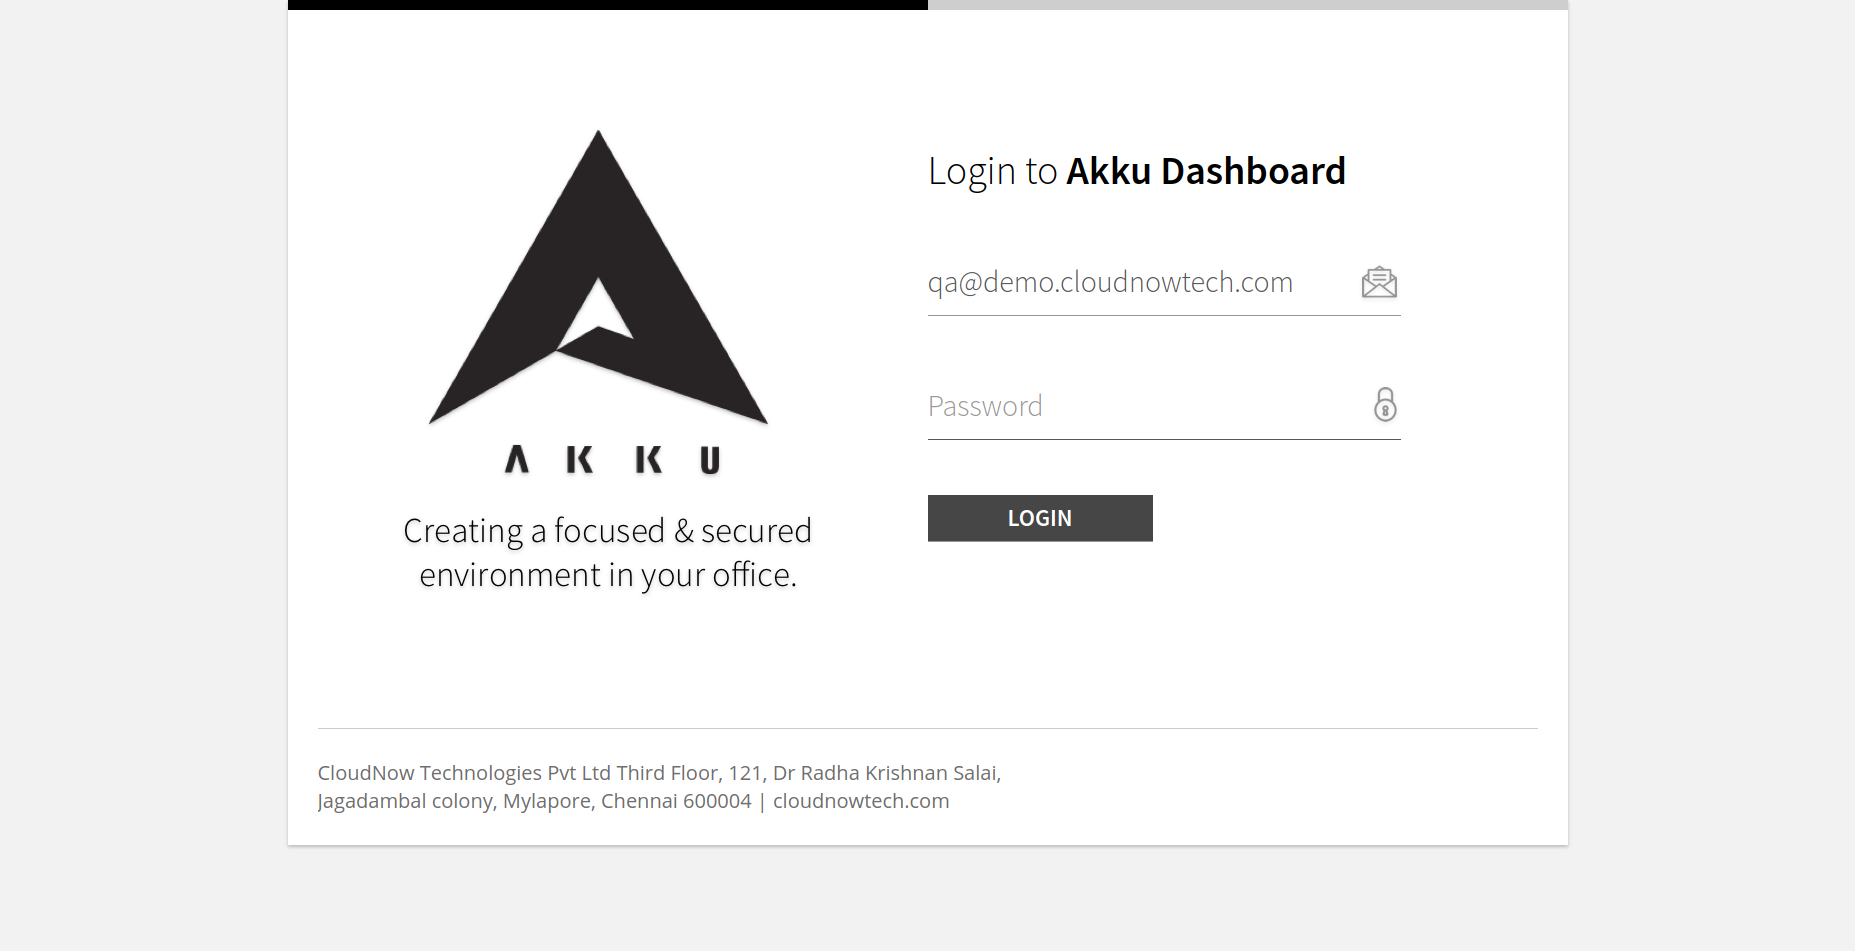 AKKU
Creating a focused & secured
environment in your office.
Login to Akku Dashboard
qa@demo.cloudnowtech.com
Password
LOGIN
CloudNow Technologies Pvt Ltd Third Floor, 121, Dr Radha Krishnan Salai,
Jagadambal colony, Mylapore, Chennai 600004 | cloudnowtech.com